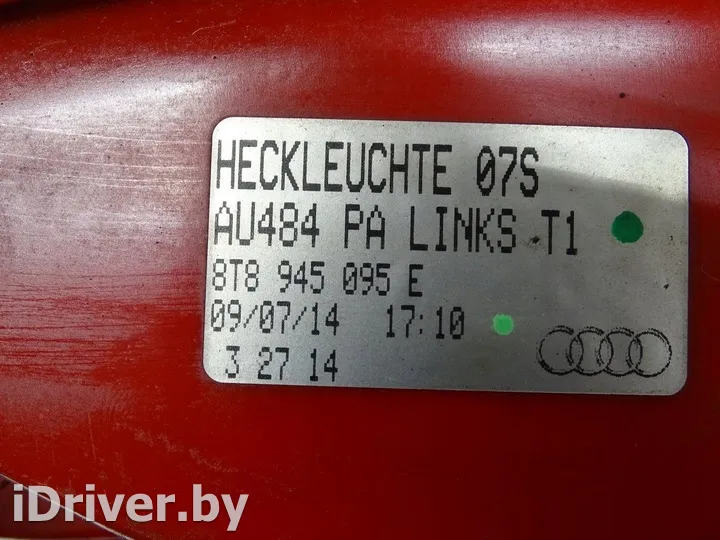 HECKLEUCHTE 07S
AU484 PA LINKS T1
8T8 945 095 E
09/07/14 17:10
3 27 14
iDriver.by